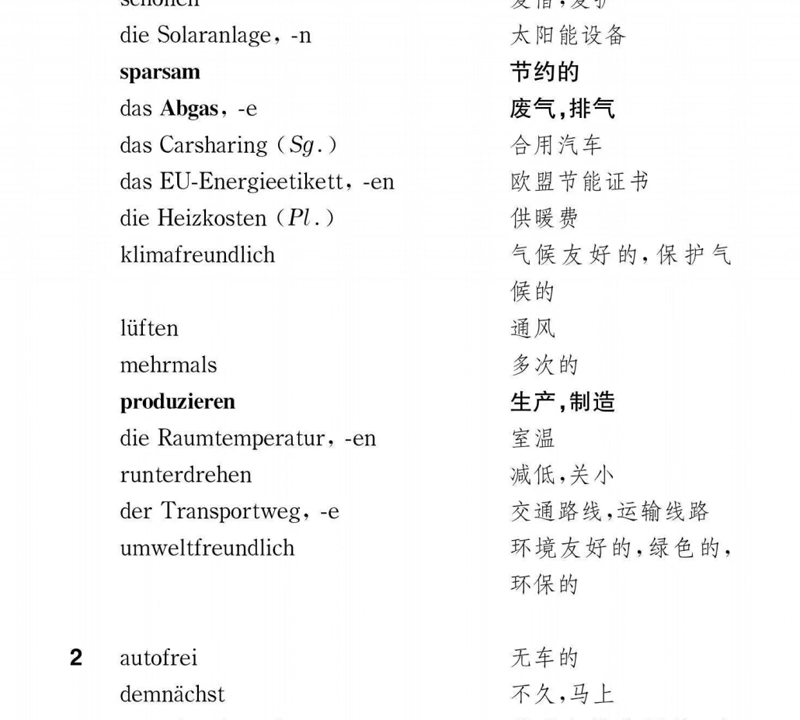 schonen 爱惜,爱护
die Solaranlage, -n 太阳能设备
sparsam 节约的
das Abgas, -e 废气,排气
das Carsharing (Sg.) 合用汽车
das EU-Energieetikett, -en 欧盟节能证书
die Heizkosten (Pl.) 供暖费
klimafreundlich 气候友好的,保护气
候的
lüften 通风
mehrmals 多次的
produzieren 生产,制造
die Raumtemperatur, -en 室温
runterdrehen 减低,关小
der Transportweg, -e 交通路线,运输线路
umweltfreundlich 环境友好的,绿色的,
环保的
2 autofrei 无车的
demnächst 不久,马上